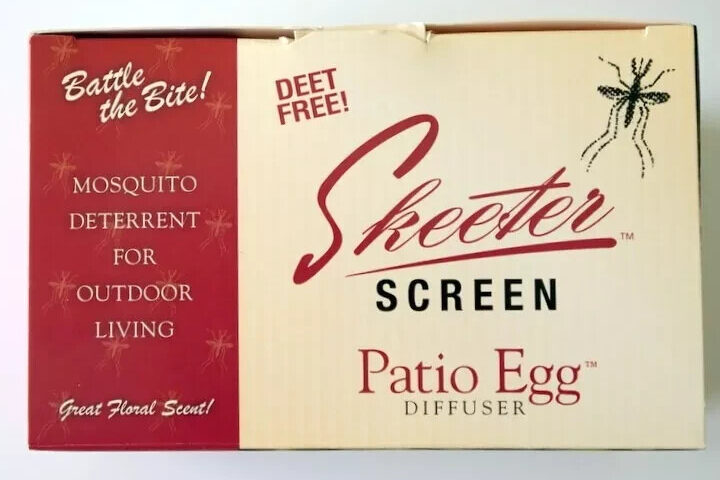 Battle
the Bite!
MOSQUITO
DETERRENT
FOR
OUTDOOR
LIVING
Great Floral Scent!
DEET
FREE!
Skeeter™
SCREEN
Patio Egg™
DIFFUSER